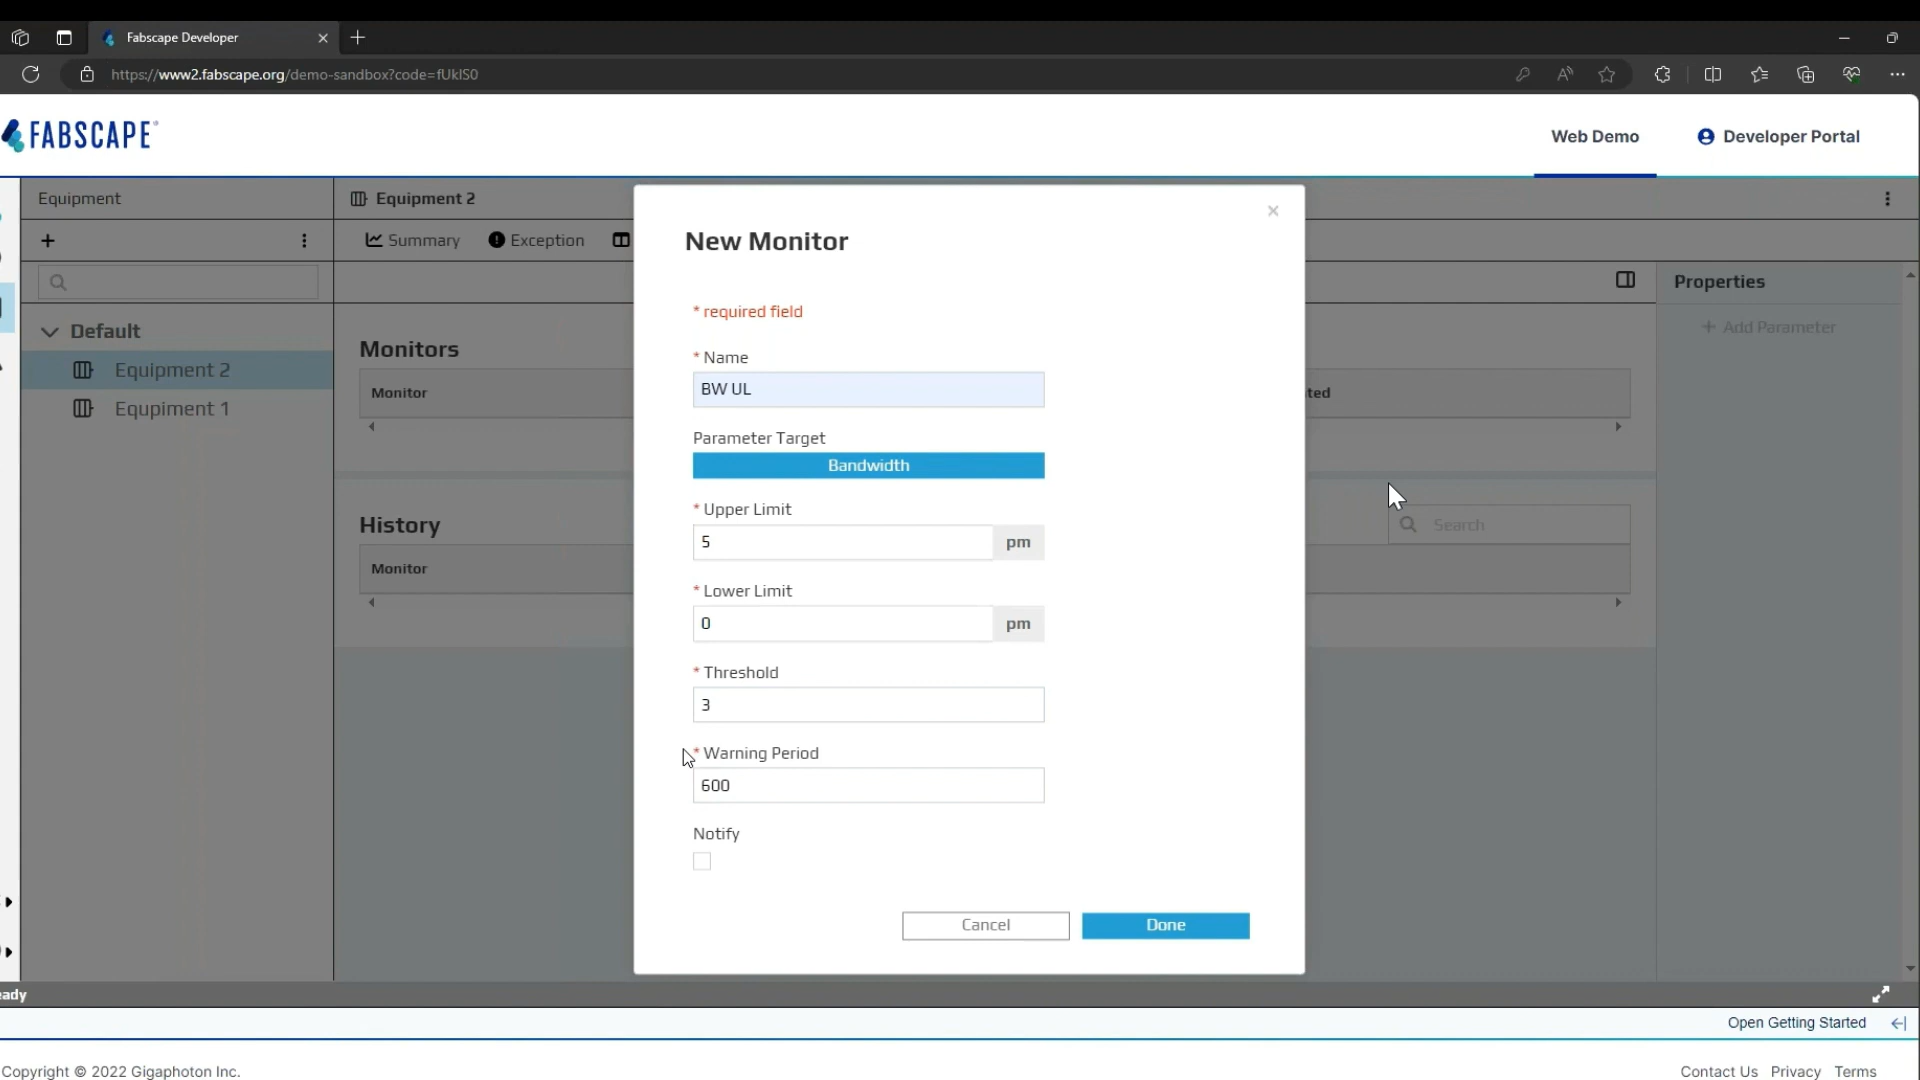 Fabscape Developer
https://www2.fabscape.org/demo-sandbox?code=fUkIS0
FABSCAPE
Web Demo
Developer Portal
Equipment
Equipment 2
Summary
Exception
New Monitor
Properties
+ Add Parameter
* required field
Default
Equipment 2
Equpiment 1
Monitors
Monitor
ted
* Name
BW UL
Parameter Target
Bandwidth
* Upper Limit
5 pm
* Lower Limit
0 pm
* Threshold
3
* Warning Period
600
Notify
Cancel
Done
History
Search
Monitor
eady
Open Getting Started
Copyright © 2022 Gigaphoton Inc.
Contact Us Privacy Terms